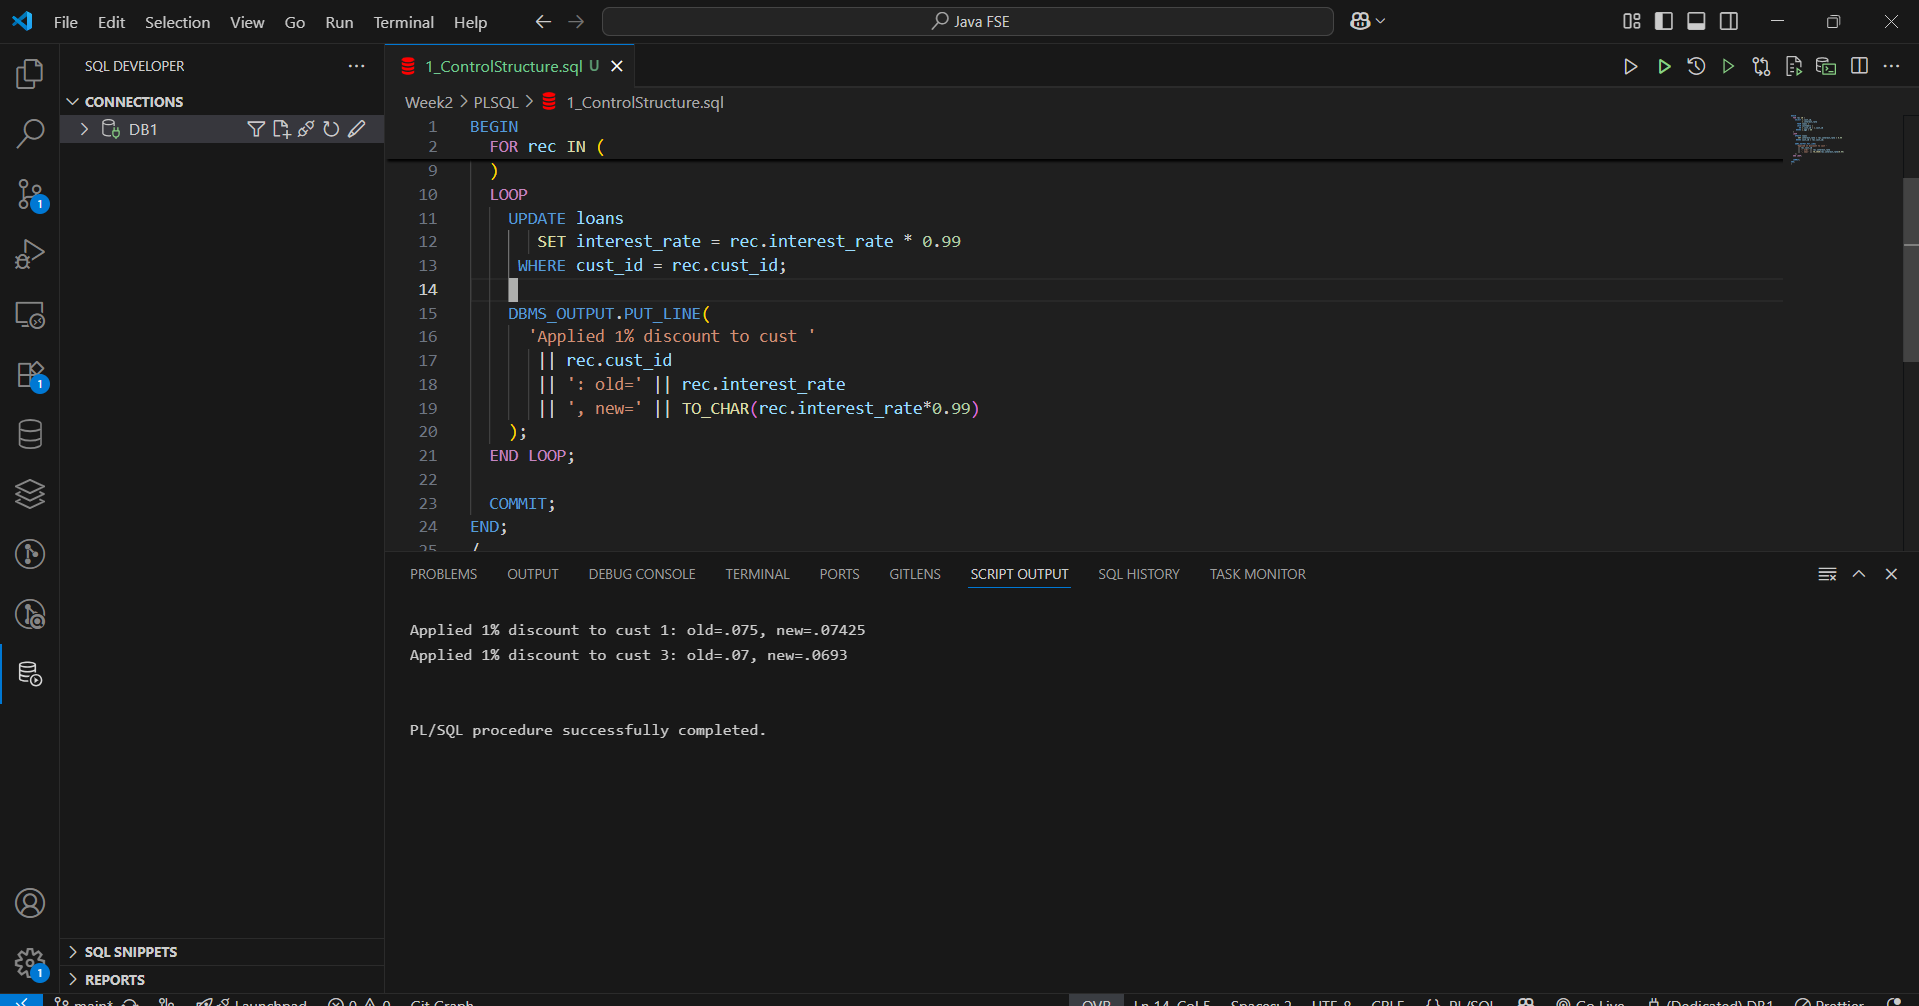 File Edit Selection View Go Run Terminal Help
Java FSE
SQL DEVELOPER
1_ControlStructure.sql U
CONNECTIONS
DB1
Week2 > PLSQL > 1_ControlStructure.sql
1 BEGIN
2 FOR rec IN (
9 )
10 LOOP
11 UPDATE loans
12 SET interest_rate = rec.interest_rate * 0.99
13 WHERE cust_id = rec.cust_id;
14
15 DBMS_OUTPUT.PUT_LINE(
16 'Applied 1% discount to cust '
17 || rec.cust_id
18 || ': old=' || rec.interest_rate
19 || ', new=' || TO_CHAR(rec.interest_rate*0.99)
20 );
21 END LOOP;
22
23 COMMIT;
24 END;
25 /
PROBLEMS OUTPUT DEBUG CONSOLE TERMINAL PORTS GITLENS SCRIPT OUTPUT SQL HISTORY TASK MONITOR
Applied 1% discount to cust 1: old=.075, new=.07425
Applied 1% discount to cust 3: old=.07, new=.0693
PL/SQL procedure successfully completed.
1
1
1
SQL SNIPPETS
REPORTS
main* Launchpad 0 0 Git Graph OVR Ln 14, Col 5 Spaces: 2 UTF-8 CRLF {} PL/SQL Go Live (Dedicated) DB1 Prettier